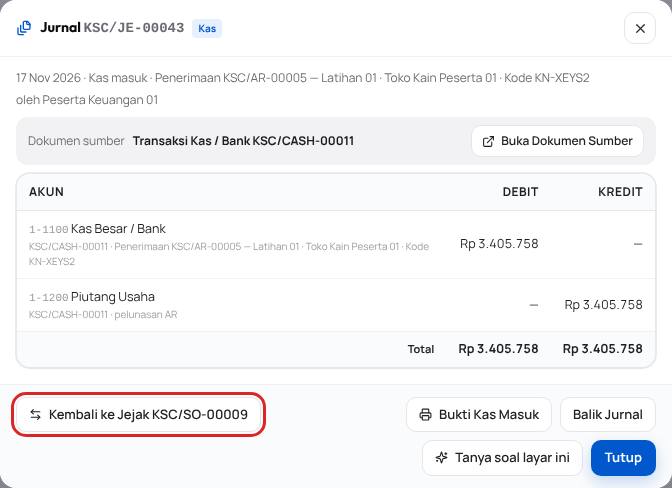 Jurnal KSC/JE-00043 Kas
17 Nov 2026 · Kas masuk · Penerimaan KSC/AR-00005 — Latihan 01 · Toko Kain Peserta 01 · Kode KN-XEYS2
oleh Peserta Keuangan 01
Dokumen sumber Transaksi Kas / Bank KSC/CASH-00011 Buka Dokumen Sumber
AKUN DEBIT KREDIT
1-1100 Kas Besar / Bank
KSC/CASH-00011 · Penerimaan KSC/AR-00005 — Latihan 01 · Toko Kain Peserta 01 · Kode
KN-XEYS2
Rp 3.405.758 —
1-1200 Piutang Usaha
KSC/CASH-00011 · pelunasan AR
— Rp 3.405.758
Total Rp 3.405.758 Rp 3.405.758
Kembali ke Jejak KSC/SO-00009 Bukti Kas Masuk Balik Jurnal
Tanya soal layar ini Tutup